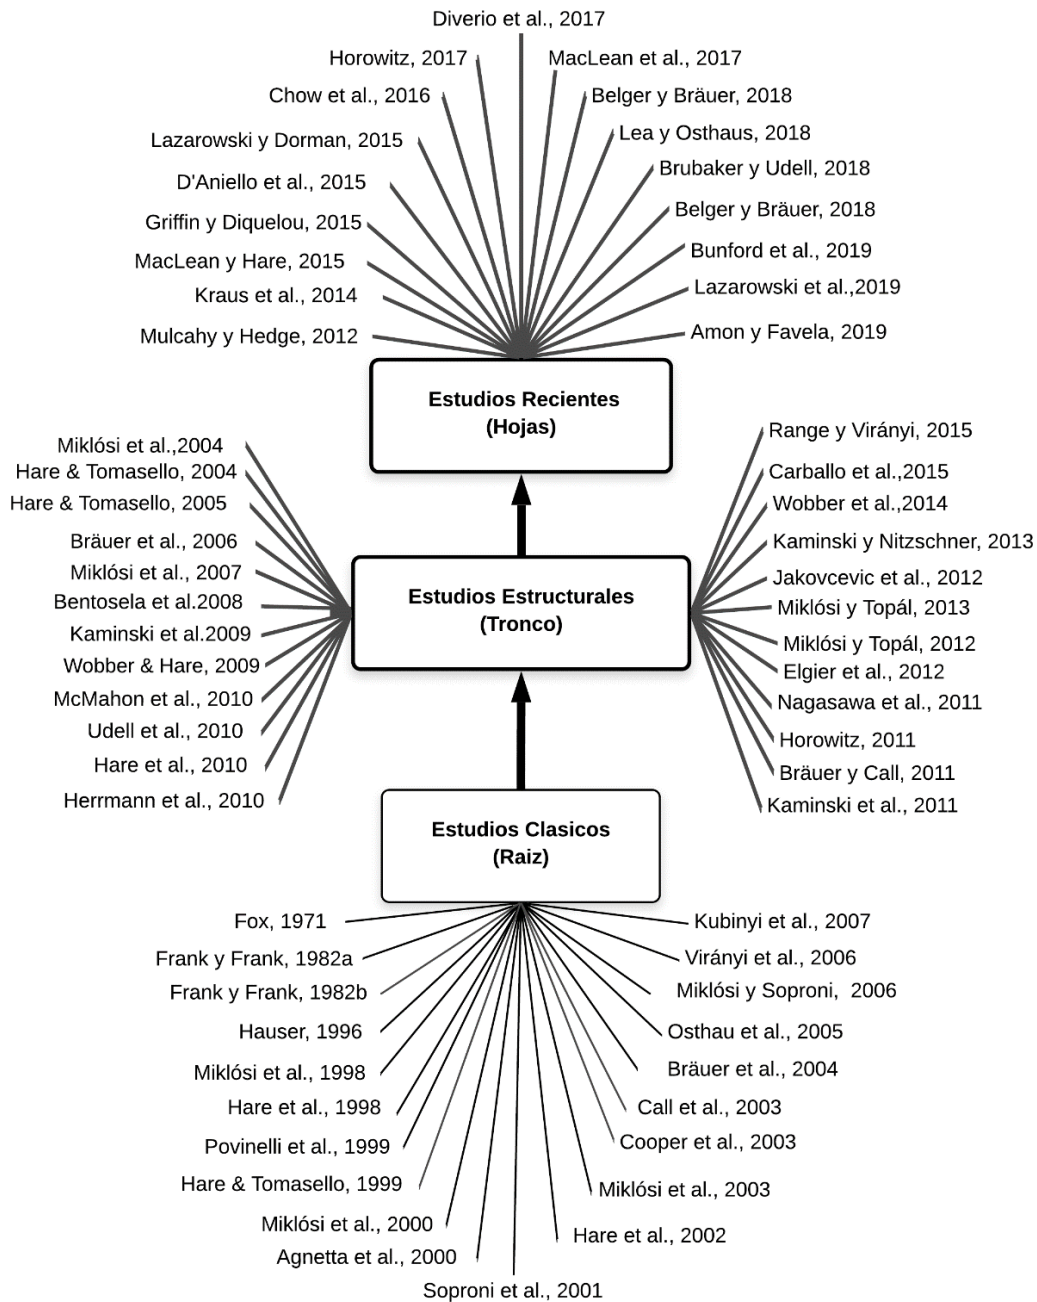 Diverio et al., 2017
Horowitz, 2017
MacLean et al., 2017
Chow et al., 2016
Belger y Bräuer, 2018
Lazarowski y Dorman, 2015
Lea y Osthaus, 2018
D'Aniello et al., 2015
Brubaker y Udell, 2018
Griffin y Diquelou, 2015
Belger y Bräuer, 2018
MacLean y Hare, 2015
Bunford et al., 2019
Kraus et al., 2014
Lazarowski et al.,2019
Mulcahy y Hedge, 2012
Amon y Favela, 2019
Estudios Recientes
(Hojas)
Miklósi et al.,2004
Hare & Tomasello, 2004
Hare & Tomasello, 2005
Bräuer et al., 2006
Miklósi et al., 2007
Bentosela et al.2008
Kaminski et al.2009
Wobber & Hare, 2009
McMahon et al., 2010
Udell et al., 2010
Hare et al., 2010
Herrmann et al., 2010
Estudios Estructurales
(Tronco)
Range y Virányi, 2015
Carballo et al.,2015
Wobber et al.,2014
Kaminski y Nitzschner, 2013
Jakovcevic et al., 2012
Miklósi y Topál, 2013
Miklósi y Topál, 2012
Elgier et al., 2012
Nagasawa et al., 2011
Horowitz, 2011
Bräuer y Call, 2011
Kaminski et al., 2011
Estudios Clasicos
(Raiz)
Fox, 1971
Frank y Frank, 1982a
Frank y Frank, 1982b
Hauser, 1996
Miklósi et al., 1998
Hare et al., 1998
Povinelli et al., 1999
Hare & Tomasello, 1999
Miklósi et al., 2000
Agnetta et al., 2000
Soproni et al., 2001
Kubinyi et al., 2007
Virányi et al., 2006
Miklósi y Soproni, 2006
Osthau et al., 2005
Bräuer et al., 2004
Call et al., 2003
Cooper et al., 2003
Miklósi et al., 2003
Hare et al., 2002